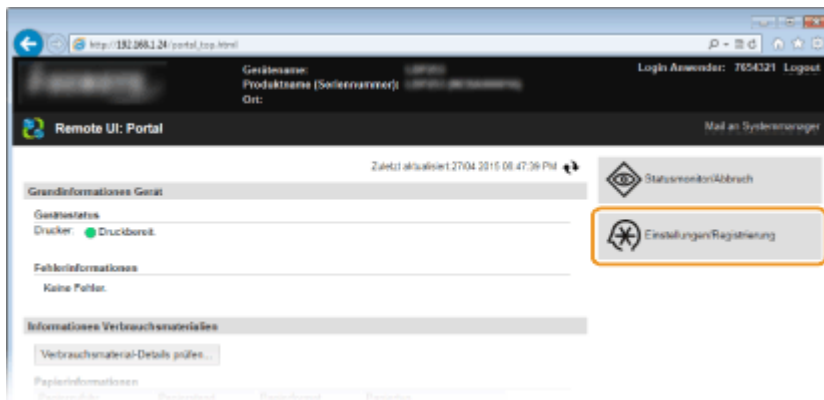 http://192.168.1.24/portal_top.html
Gerätename:
Login Anwender: 7654321 Logout
Produktname (Seriennummer):
Ort:
Remote UI: Portal
Mail an Systemmanager
Zuletzt aktualisiert:27/04 2015 08:47:39 PM
Grundinformationen Gerät
Statusmonitor/Abbruch
Gerätestatus
Drucker: Druckbereit.
Einstellungen/Registrierung
Fehlerinformationen
Keine Fehler.
Informationen Verbrauchsmaterialien
Verbrauchsmaterial-Details prüfen...
Papierinformationen